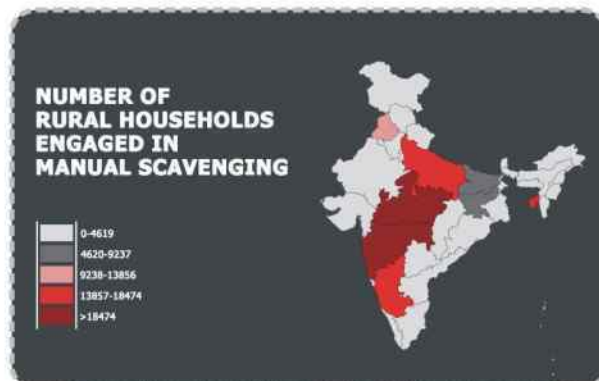 NUMBER OF
RURAL HOUSEHOLDS
ENGAGED IN
MANUAL SCAVENGING
0-4619
4620-9237
9238-13856
13857-18474
>18474